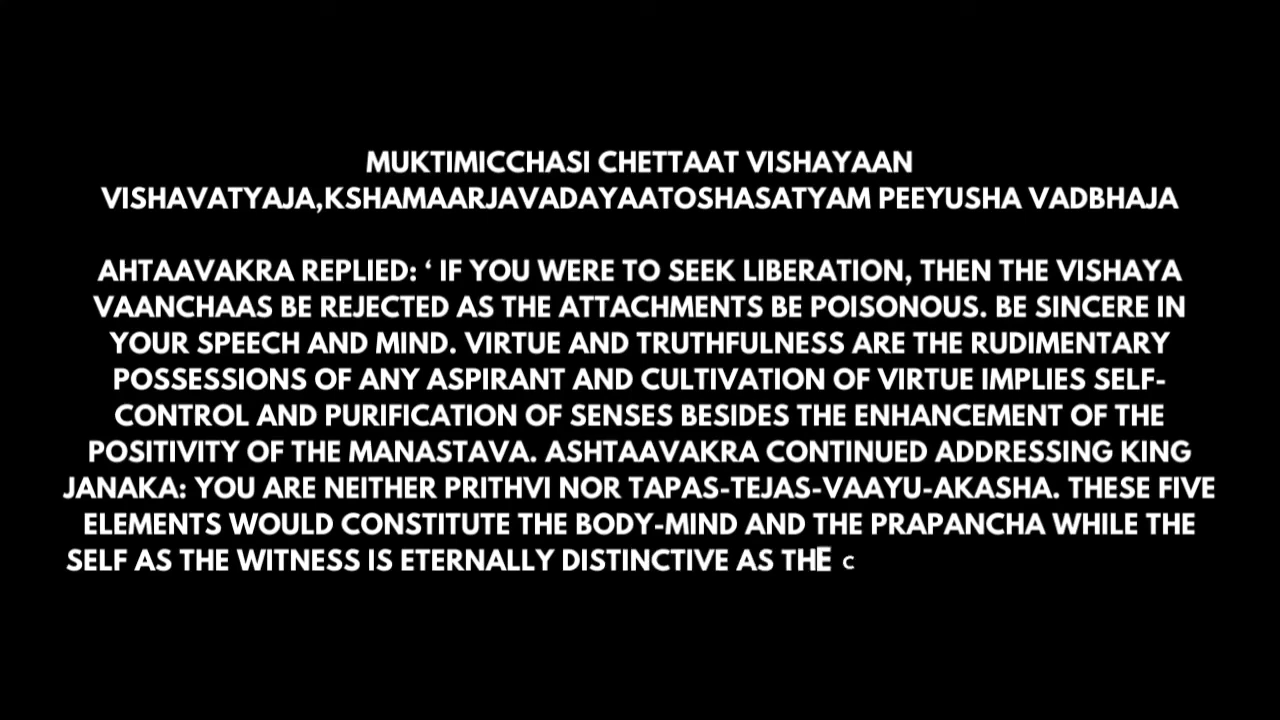 MUKTIMICCHASI CHETTAAT VISHAYAAN
VISHAVATYAJA,KSHAMAARJAVADAYAATOSHASATYAM PEEYUSHA VADBHAJA
AHTAAVAKRA REPLIED: ‘ IF YOU WERE TO SEEK LIBERATION, THEN THE VISHAYA
VAANCHAAS BE REJECTED AS THE ATTACHMENTS BE POISONOUS. BE SINCERE IN
YOUR SPEECH AND MIND. VIRTUE AND TRUTHFULNESS ARE THE RUDIMENTARY
POSSESSIONS OF ANY ASPIRANT AND CULTIVATION OF VIRTUE IMPLIES SELF-
CONTROL AND PURIFICATION OF SENSES BESIDES THE ENHANCEMENT OF THE
POSITIVITY OF THE MANASTAVA. ASHTAAVAKRA CONTINUED ADDRESSING KING
JANAKA: YOU ARE NEITHER PRITHVI NOR TAPAS-TEJAS-VAAYU-AKASHA. THESE FIVE
ELEMENTS WOULD CONSTITUTE THE BODY-MIND AND THE PRAPANCHA WHILE THE
SELF AS THE WITNESS IS ETERNALLY DISTINCTIVE AS THE C